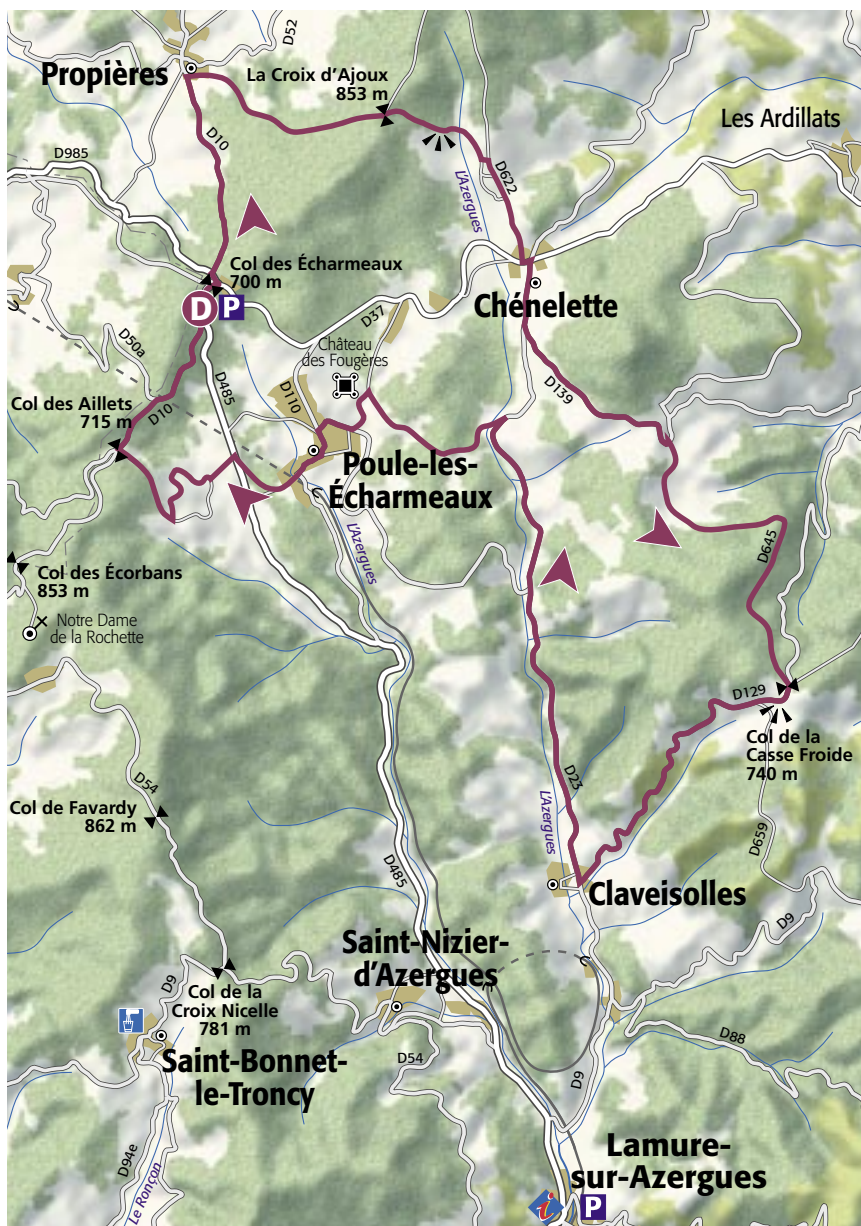 D52
Propières
La Croix d'Ajoux
853 m
Les Ardillats
D10
D985
D622
L'Azergues
Col des Écharmeaux
700 m
D P
Chénelette
D37
Château
des Fougères
D50a
D485
D110
D139
Col des Aillets
715 m
D10
Poule-les-
Écharmeaux
L'Azergues
D645
Col des Écorbans
853 m
Notre Dame
de la Rochette
D129
Col de la
Casse Froide
740 m
D23
D54
Col de Favardy
862 m
L'Azergues
D659
D485
Claveisolles
D9
Saint-Nizier-
d'Azergues
D9
Col de la
Croix Nicelle
781 m
Saint-Bonnet-
le-Troncy
D54
D88
D9
D94e
Le Ronçon
Lamure-
sur-Azergues
i P